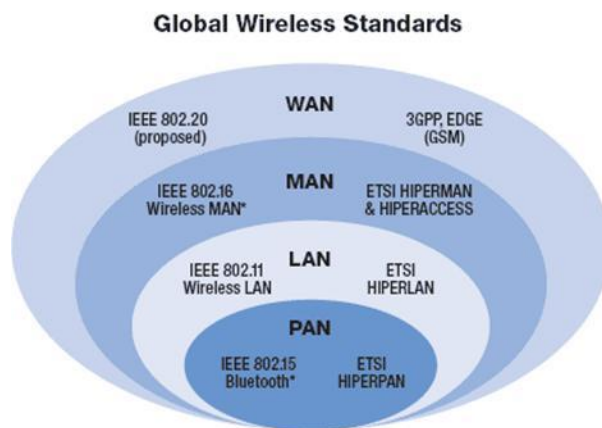 Global Wireless Standards
WAN
IEEE 802.20
(proposed)
3GPP, EDGE
(GSM)
MAN
IEEE 802.16
Wireless MAN*
ETSI HIPERMAN
& HIPERACCESS
LAN
IEEE 802.11
Wireless LAN
ETSI
HIPERLAN
PAN
IEEE 802.15
Bluetooth*
ETSI
HIPERPAN